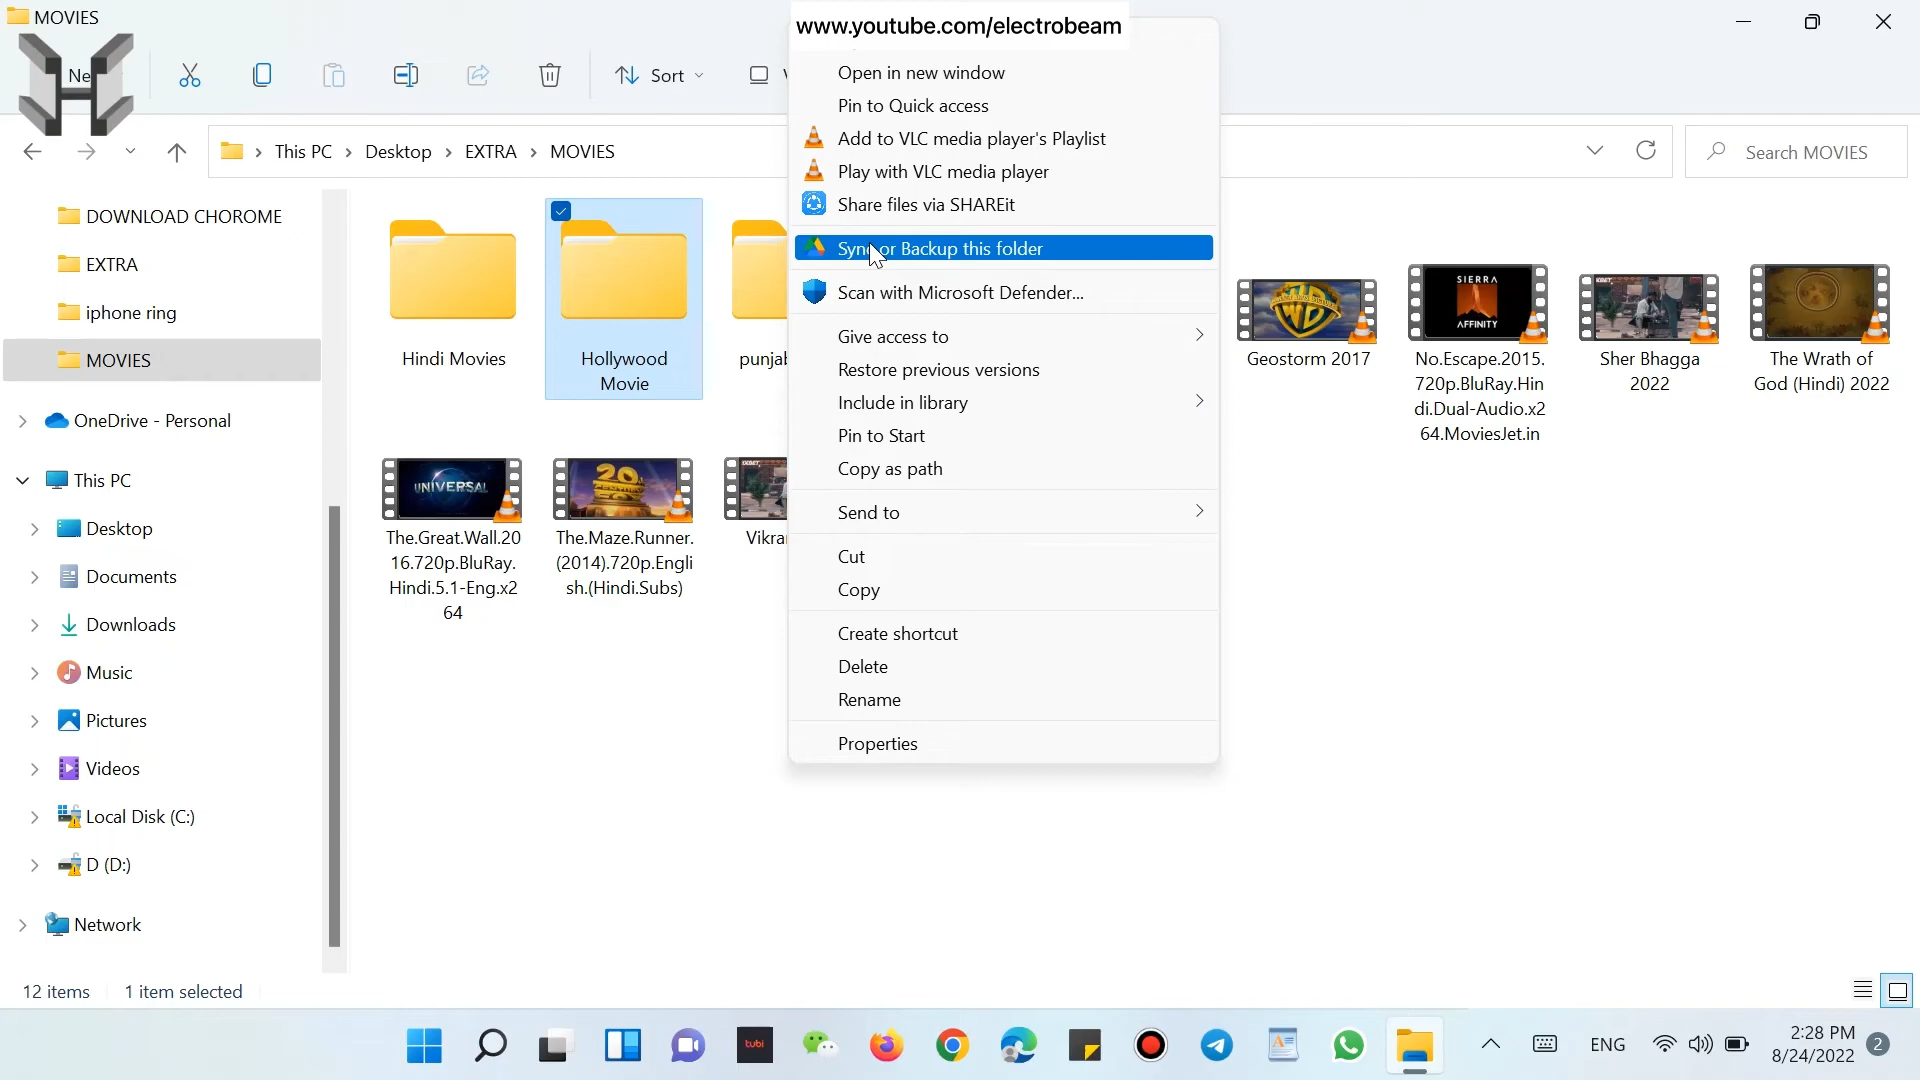 MOVIES
www.youtube.com/electrobeam
Ne
Sort
This PC
Desktop
EXTRA
MOVIES
Search MOVIES
DOWNLOAD CHOROME
EXTRA
iphone ring
MOVIES
OneDrive - Personal
This PC
Desktop
Documents
Downloads
Music
Pictures
Videos
Local Disk (C:)
D (D:)
Network
Hindi Movies
Hollywood
Movie
punjab
Geostorm 2017
SIERRA
AFFINITY
No.Escape.2015.
720p.BluRay.Hin
di.Dual-Audio.x2
64.MoviesJet.in
Sher Bhagga
2022
The Wrath of
God (Hindi) 2022
UNIVERSAL
The.Great.Wall.20
16.720p.BluRay.
Hindi.5.1-Eng.x2
64
20
The.Maze.Runner.
(2014).720p.Engli
sh.(Hindi.Subs)
Vikra
Open in new window
Pin to Quick access
Add to VLC media player's Playlist
Play with VLC media player
Share files via SHAREit
Sync or Backup this folder
Scan with Microsoft Defender...
Give access to
Restore previous versions
Include in library
Pin to Start
Copy as path
Send to
Cut
Copy
Create shortcut
Delete
Rename
Properties
12 items
1 item selected
tubi
ENG
2:28 PM
8/24/2022
2